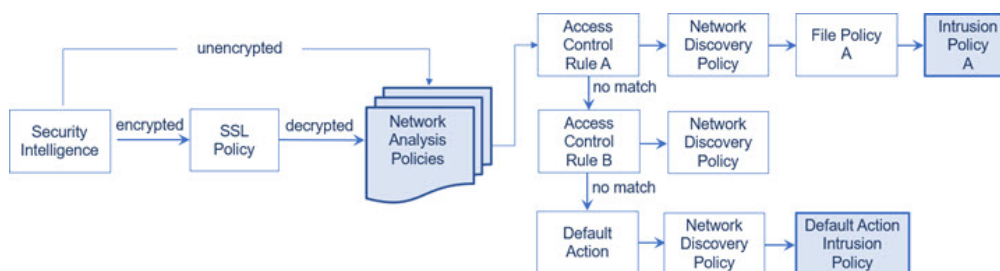 unencrypted
Security
Intelligence
encrypted
SSL
Policy
decrypted
Network
Analysis
Policies
Access
Control
Rule A
Network
Discovery
Policy
File Policy
A
Intrusion
Policy
A
no match
Access
Control
Rule B
Network
Discovery
Policy
no match
Default
Action
Network
Discovery
Policy
Default Action
Intrusion
Policy